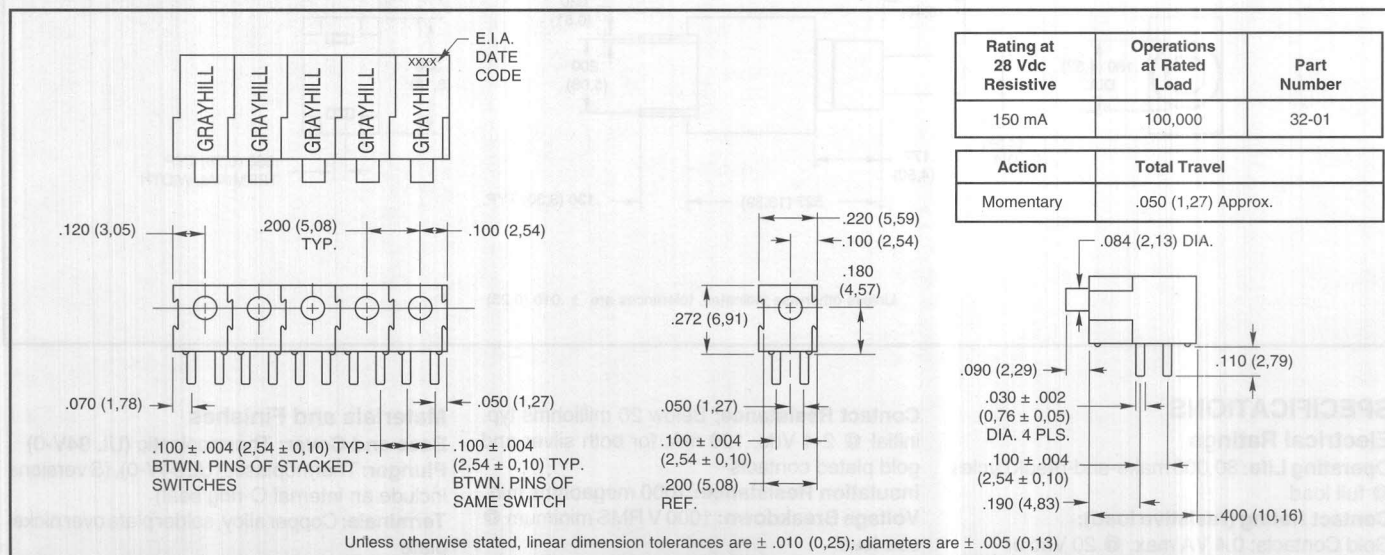 E.I.A.
DATE
CODE
XXXX
GRAYHILL
GRAYHILL
GRAYHILL
GRAYHILL
GRAYHILL
Rating at
28 Vdc
Resistive
Operations
at Rated
Load
Part
Number
150 mA
100,000
32-01
Action
Total Travel
Momentary
.050 (1,27) Approx.
.120 (3,05)
.200 (5,08)
TYP.
.100 (2,54)
.070 (1,78)
.050 (1,27)
.100 ± .004 (2,54 ± 0,10) TYP.
BTWN. PINS OF STACKED
SWITCHES
.100 ± .004
(2,54 ± 0,10) TYP.
BTWN. PINS OF
SAME SWITCH
.220 (5,59)
.100 (2,54)
.180
(4,57)
.272 (6,91)
.050 (1,27)
.100 ± .004
(2,54 ± 0,10)
.200 (5,08)
REF.
.084 (2,13) DIA.
.110 (2,79)
.090 (2,29)
.030 ± .002
(0,76 ± 0,05)
DIA. 4 PLS.
.100 ± .004
(2,54 ± 0,10)
.190 (4,83)
.400 (10,16)
Unless otherwise stated, linear dimension tolerances are ± .010 (0,25); diameters are ± .005 (0,13)